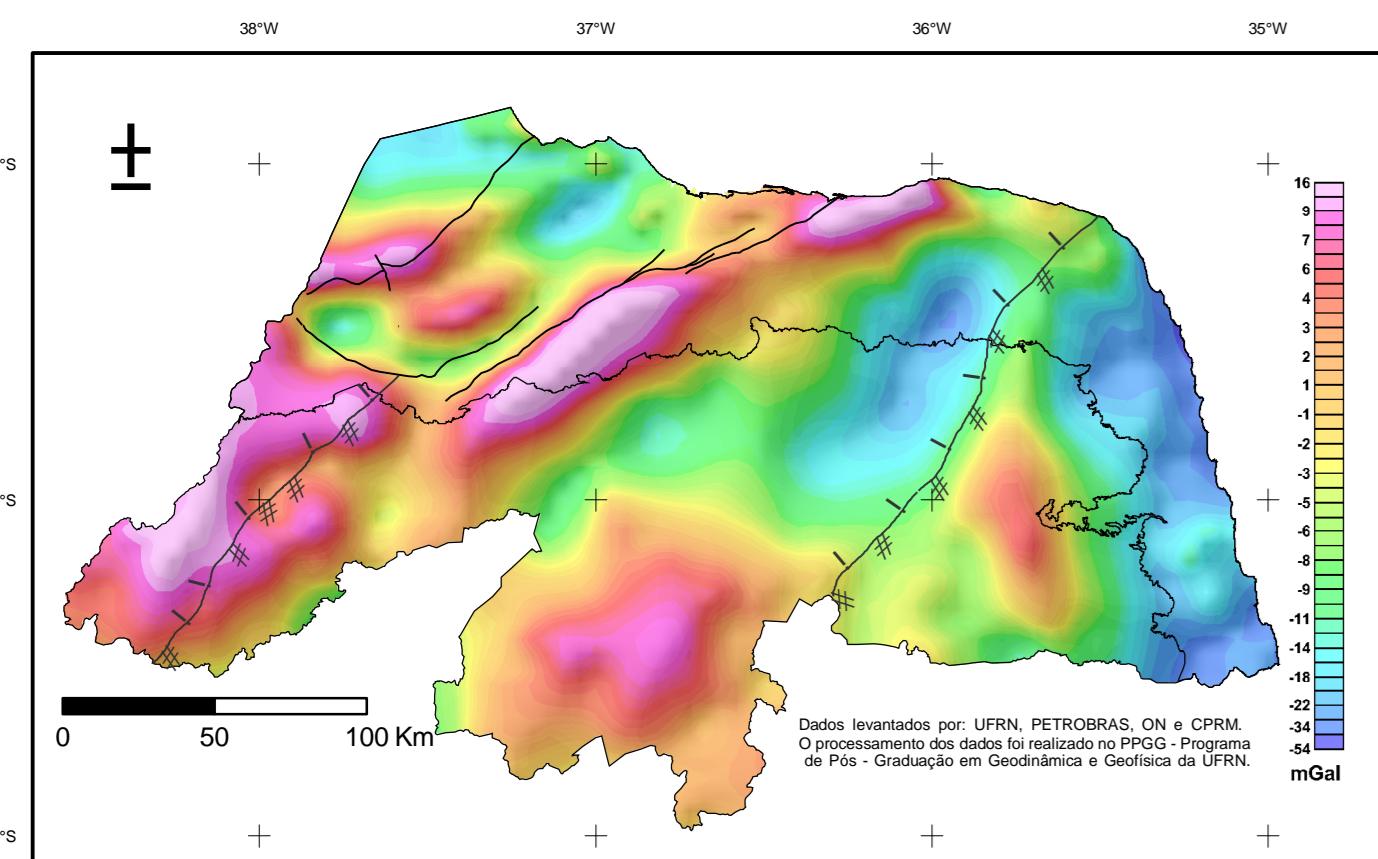 38°W 37°W 36°W 35°W
°S
°S
°S
16
9
7
6
4
3
2
1
-1
-2
-3
-5
-6
-8
-9
-11
-14
-18
-22
-34
-54
mGal
0 50 100 Km
Dados levantados por: UFRN, PETROBRAS, ON e CPRM.
O processamento dos dados foi realizado no PPGG - Programa
de Pós - Graduação em Geodinâmica e Geofísica da UFRN.